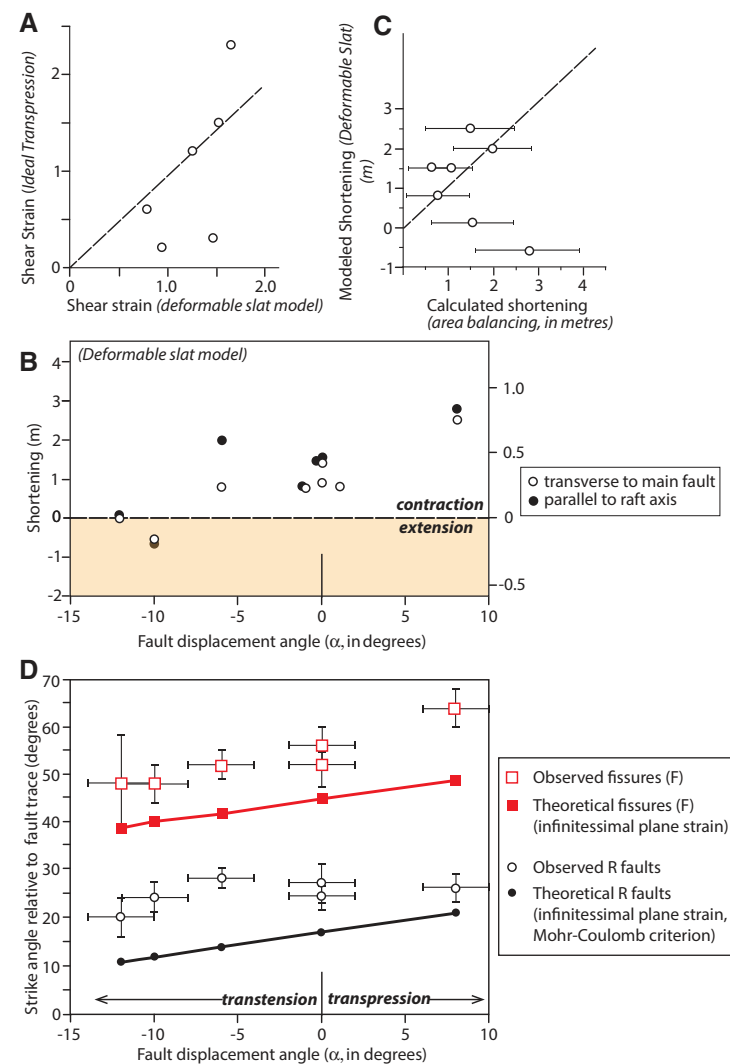 A
Shear Strain (Ideal Transpression)
2
1
0
0
1.0
2.0
Shear strain (deformable slat model)
C
Modeled Shortening (Deformable Slat)
(m)
3
2
1
0
-1
1
2
3
4
Calculated shortening
(area balancing, in metres)
B
(Deformable slat model)
Shortening (m)
4
3
2
1
0
-1
-2
1.0
0.5
0
-0.5
contraction
extension
-15
-10
-5
0
5
10
Fault displacement angle (α, in degrees)
transverse to main fault
parallel to raft axis
D
Strike angle relative to fault trace (degrees)
70
60
50
40
30
20
10
0
transtension
transpression
-15
-10
-5
0
5
10
Fault displacement angle (α, in degrees)
Observed fissures (F)
Theoretical fissures (F)
(infinitessimal plane strain)
Observed R faults
Theoretical R faults
(infinitessimal plane strain,
Mohr-Coulomb criterion)